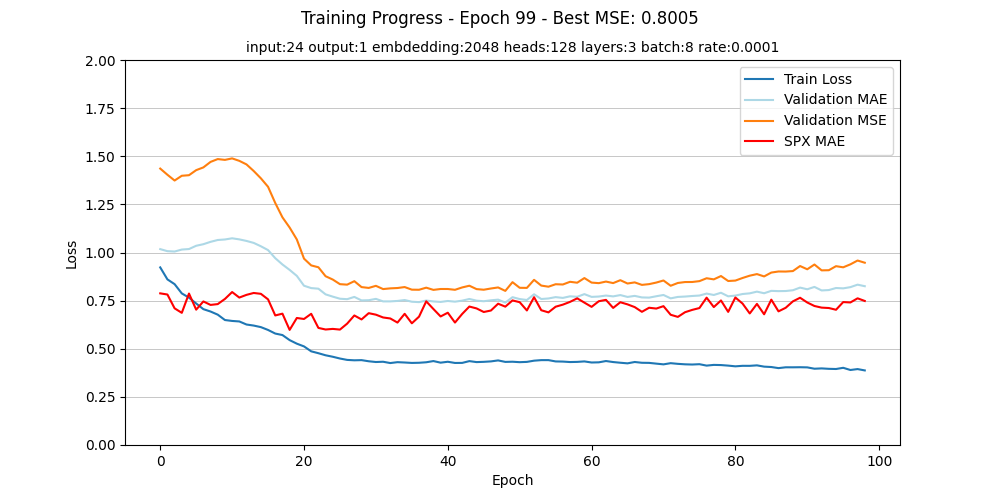 Training Progress - Epoch 99 - Best MSE: 0.8005
input:24 output:1 embdedding:2048 heads:128 layers:3 batch:8 rate:0.0001
Train Loss
Validation MAE
Validation MSE
SPX MAE
2.00
1.75
1.50
1.25
1.00
0.75
0.50
0.25
0.00
Loss
0 20 40 60 80 100
Epoch